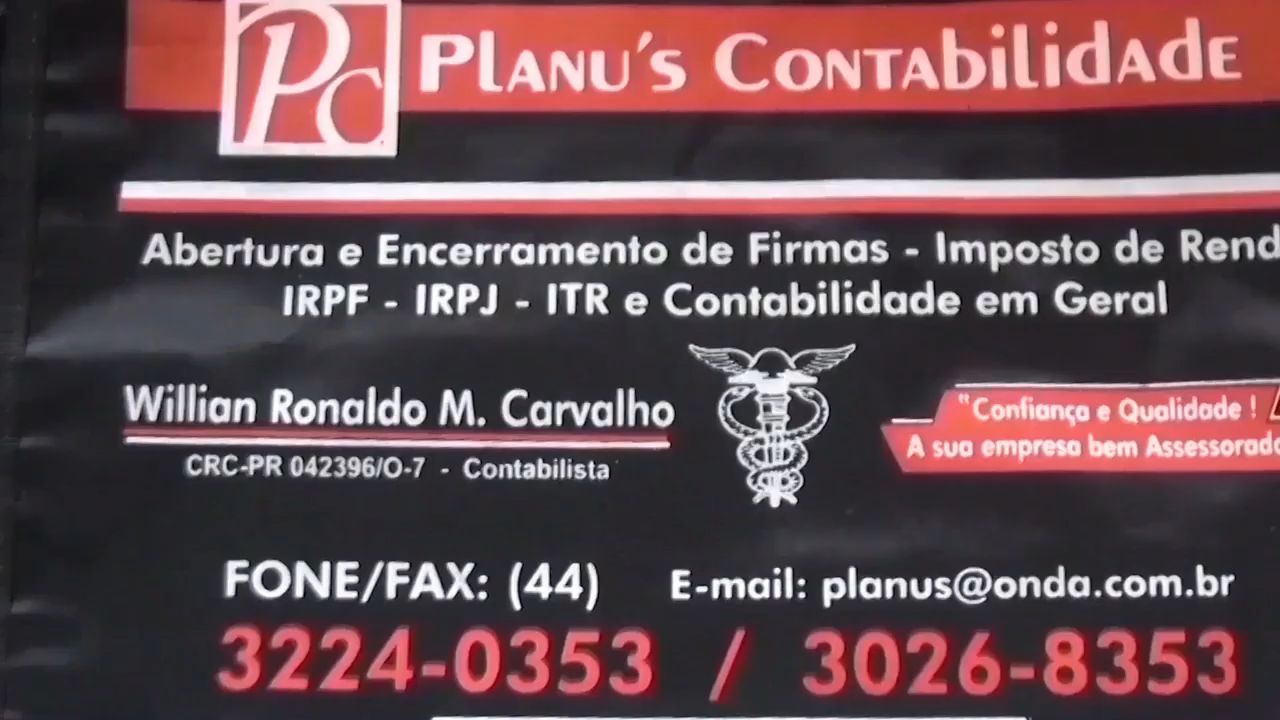 PC PLANU'S CONTABILIDADE
Abertura e Encerramento de Firmas - Imposto de Rend
IRPF - IRPJ - ITR e Contabilidade em Geral
Willian Ronaldo M. Carvalho
CRC-PR 042396/O-7 - Contabilista
"Confiança e Qualidade !
A sua empresa bem Assessorad
FONE/FAX: (44) E-mail: planus@onda.com.br
3224-0353 / 3026-8353